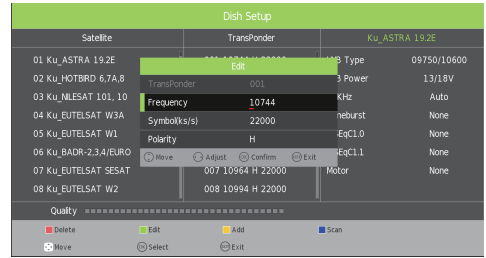 Dish Setup
Satellite TransPonder Ku_ASTRA 19.2E
01 Ku_ASTRA 19.2E Type 09750/10600
Edit
02 Ku_HOTBIRD 6,7A,8 TransPonder 001 Power 13/18V
03 Ku_NILESAT 101, 10 Frequency 10744 KHz Auto
04 Ku_EUTELSAT W3A Symbol(ks/s) 22000 None
05 Ku_EUTELSAT W1 Polarity H None
06 Ku_BADR-2,3,4/EURO Move Adjust OK Confirm Exit None
07 Ku_EUTELSAT SESAT 007 10964 H 22000 Motor None
08 Ku_EUTELSAT W2 008 10994 H 22000
Quality
Delete Edit Add Scan
Move Select Exit